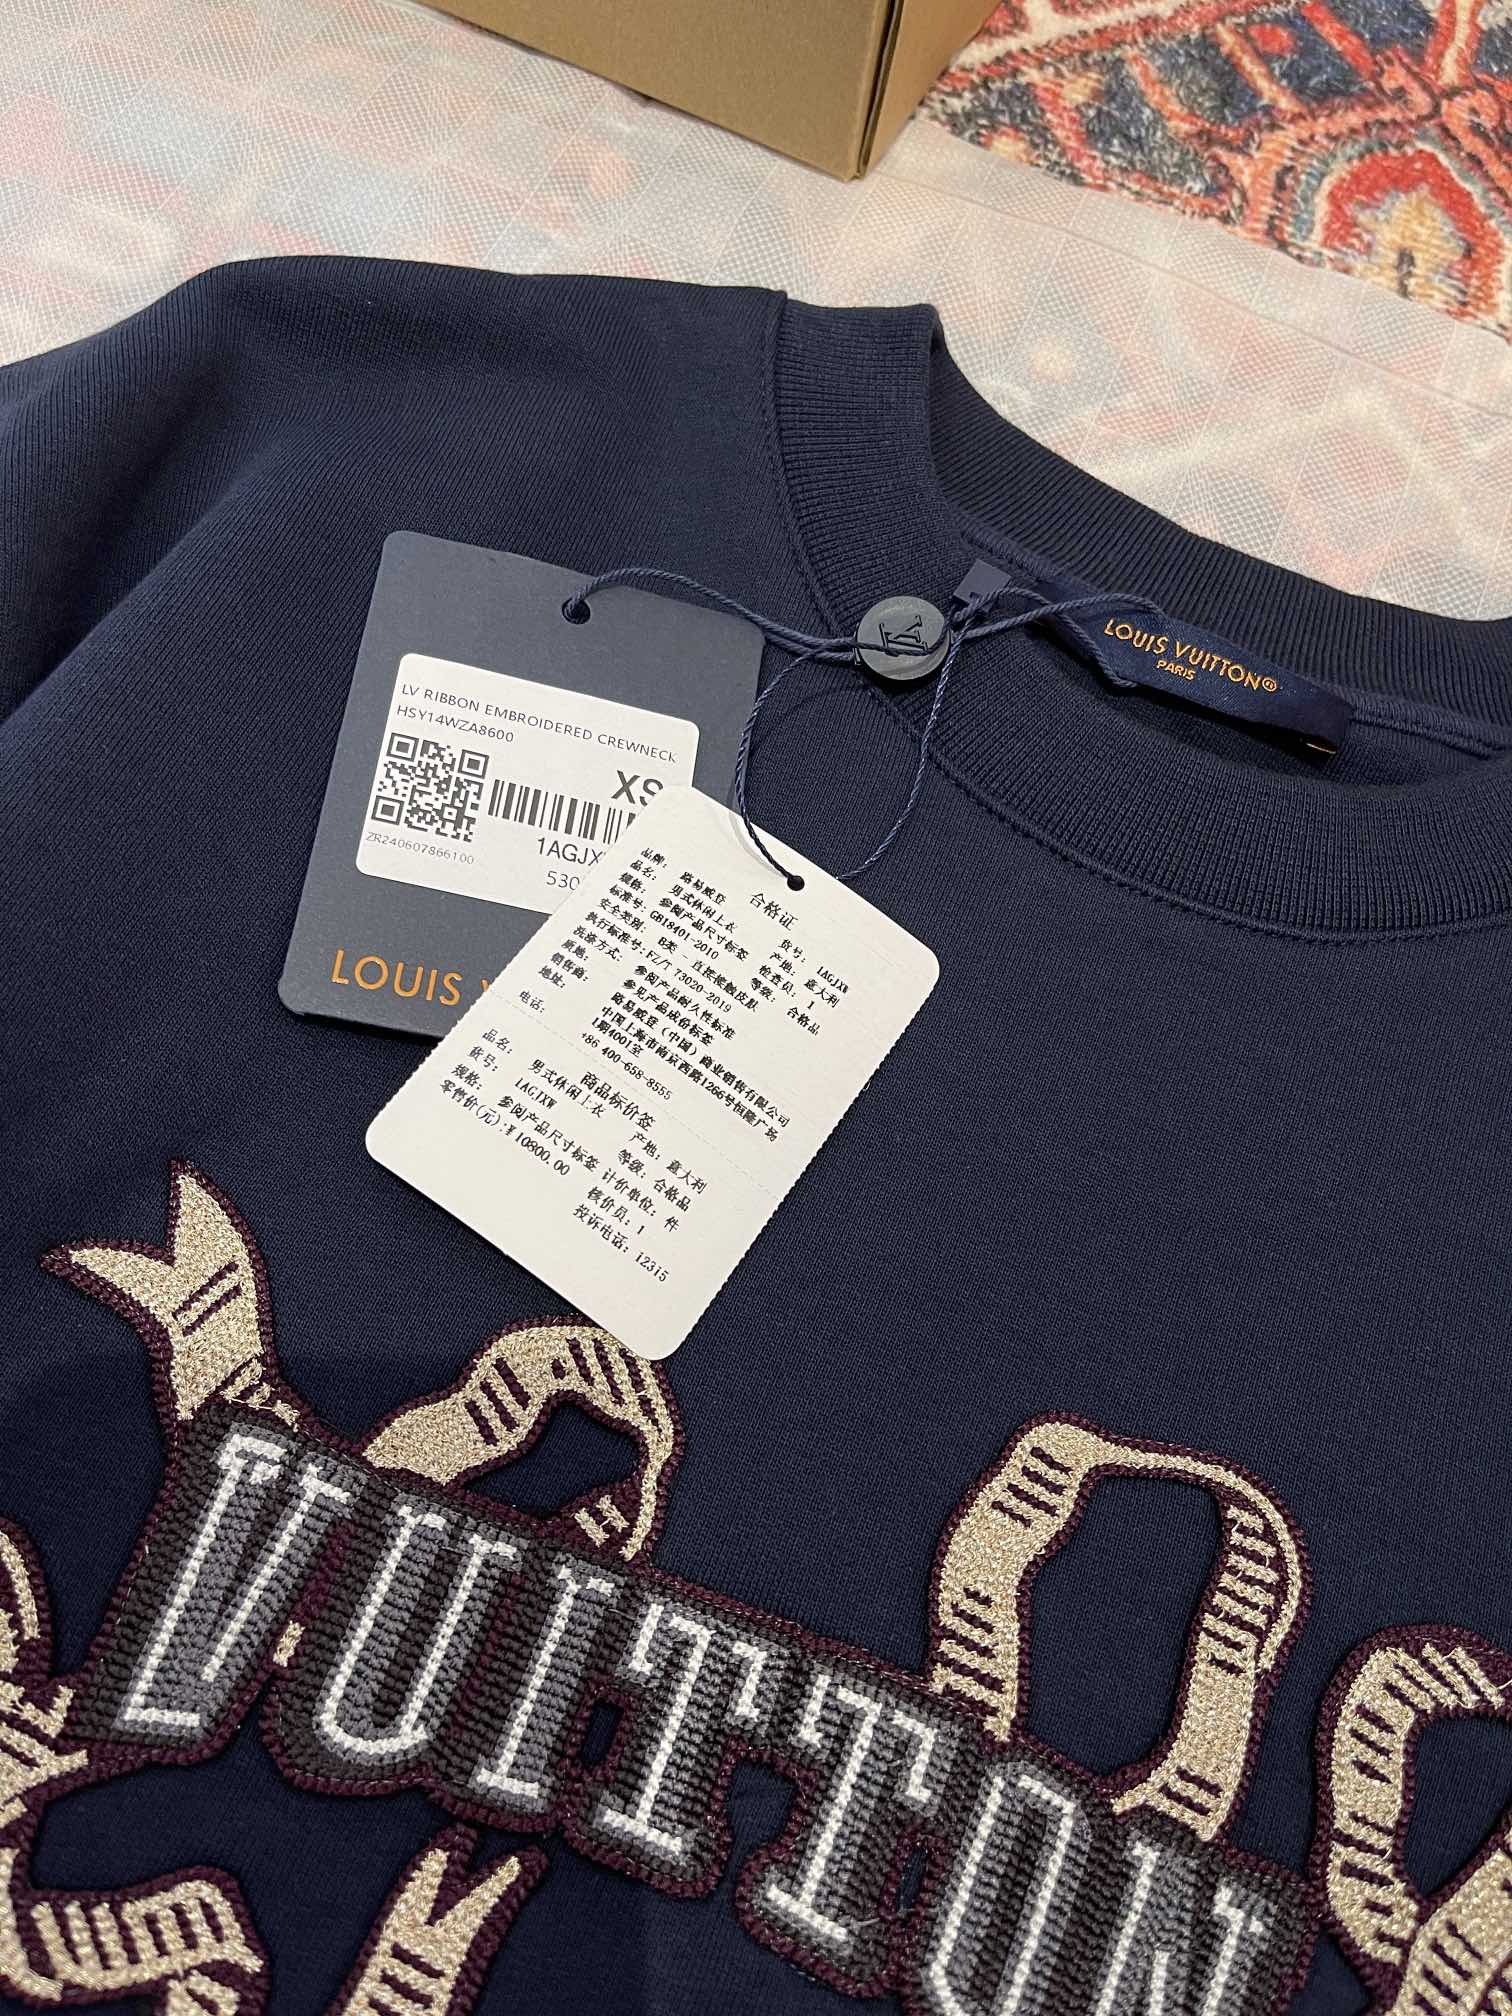 LOUIS VUITTON®
PARIS
LV RIBBON EMBROIDERED CREWNECK
HSY14WZA8600
XS
1AGJX
530
ZR240607866100
LOUIS V
合格证
品牌: 路易威登
货号: 1AGJXW
品名: 男式休闲上衣
产地: 意大利
规格: 参阅产品尺寸标签
检查员: 1
标准号: GB18401-2010
等级: 合格品
安全类别: B类 - 直接接触皮肤
执行标准号: FZ/T 73020-2019
洗涤方式: 参阅产品耐久性标准
质地: 参见产品成份标签
销售商: 路易威登(中国)商业销售有限公司
地址: 中国上海市南京西路1266号恒隆广场
1期4001室
电话: +86 400-658-8555
商品标价签
品名: 男式休闲上衣
产地: 意大利
货号: 1AGJXW
等级: 合格品
规格: 参阅产品尺寸标签
计价单位: 件
零售价(元):¥10800.00
核价员: 1
投诉电话: 12315
VUITTON